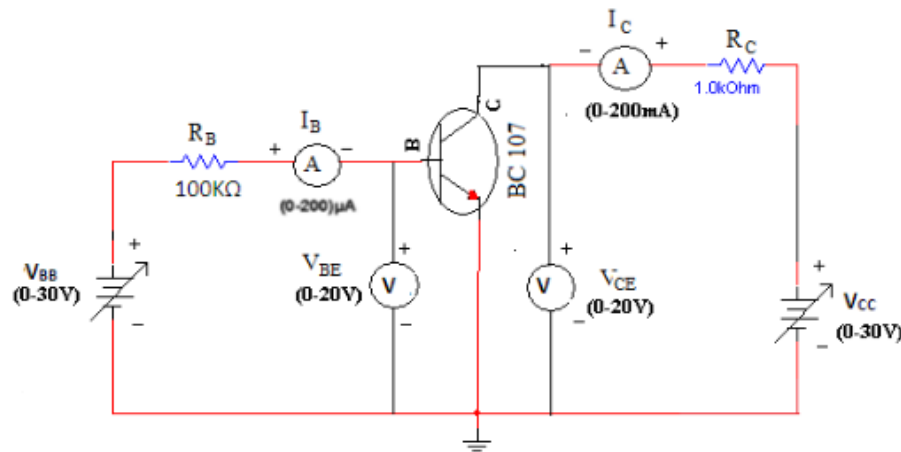 I C
− A +
R C
1.0kOhm
(0-200mA)
C
B
BC 107
R B
100KΩ
I B
+ A −
(0-200)µA
V BB
(0-30V)
+
−
V BE
(0-20V)
+
V
−
+
V
−
V CE
(0-20V)
+
−
Vcc
(0-30V)